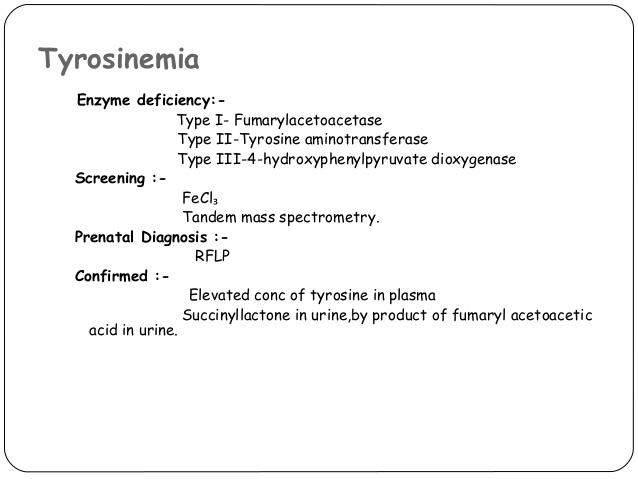 Tyrosinemia
Enzyme deficiency:-
Type I- Fumarylacetoacetase
Type II-Tyrosine aminotransferase
Type III-4-hydroxyphenylpyruvate dioxygenase
Screening :-
FeCl₃
Tandem mass spectrometry.
Prenatal Diagnosis :-
RFLP
Confirmed :-
Elevated conc of tyrosine in plasma
Succinyllactone in urine,by product of fumaryl acetoacetic
acid in urine.